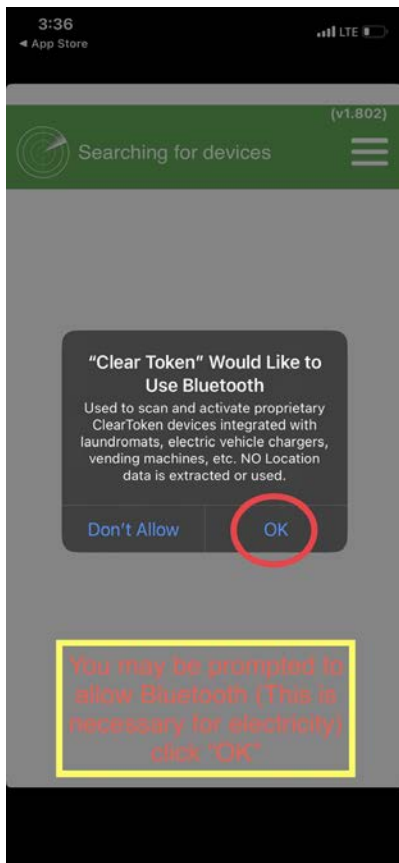 3:36
◄ App Store
LTE
(v1.802)
Searching for devices
“Clear Token” Would Like to
Use Bluetooth
Used to scan and activate proprietary
ClearToken devices integrated with
laundromats, electric vehicle chargers,
vending machines, etc. NO Location
data is extracted or used.
Don’t Allow
OK
You may be prompted to
allow Bluetooth (This is
necessary for electricity)
click “OK”